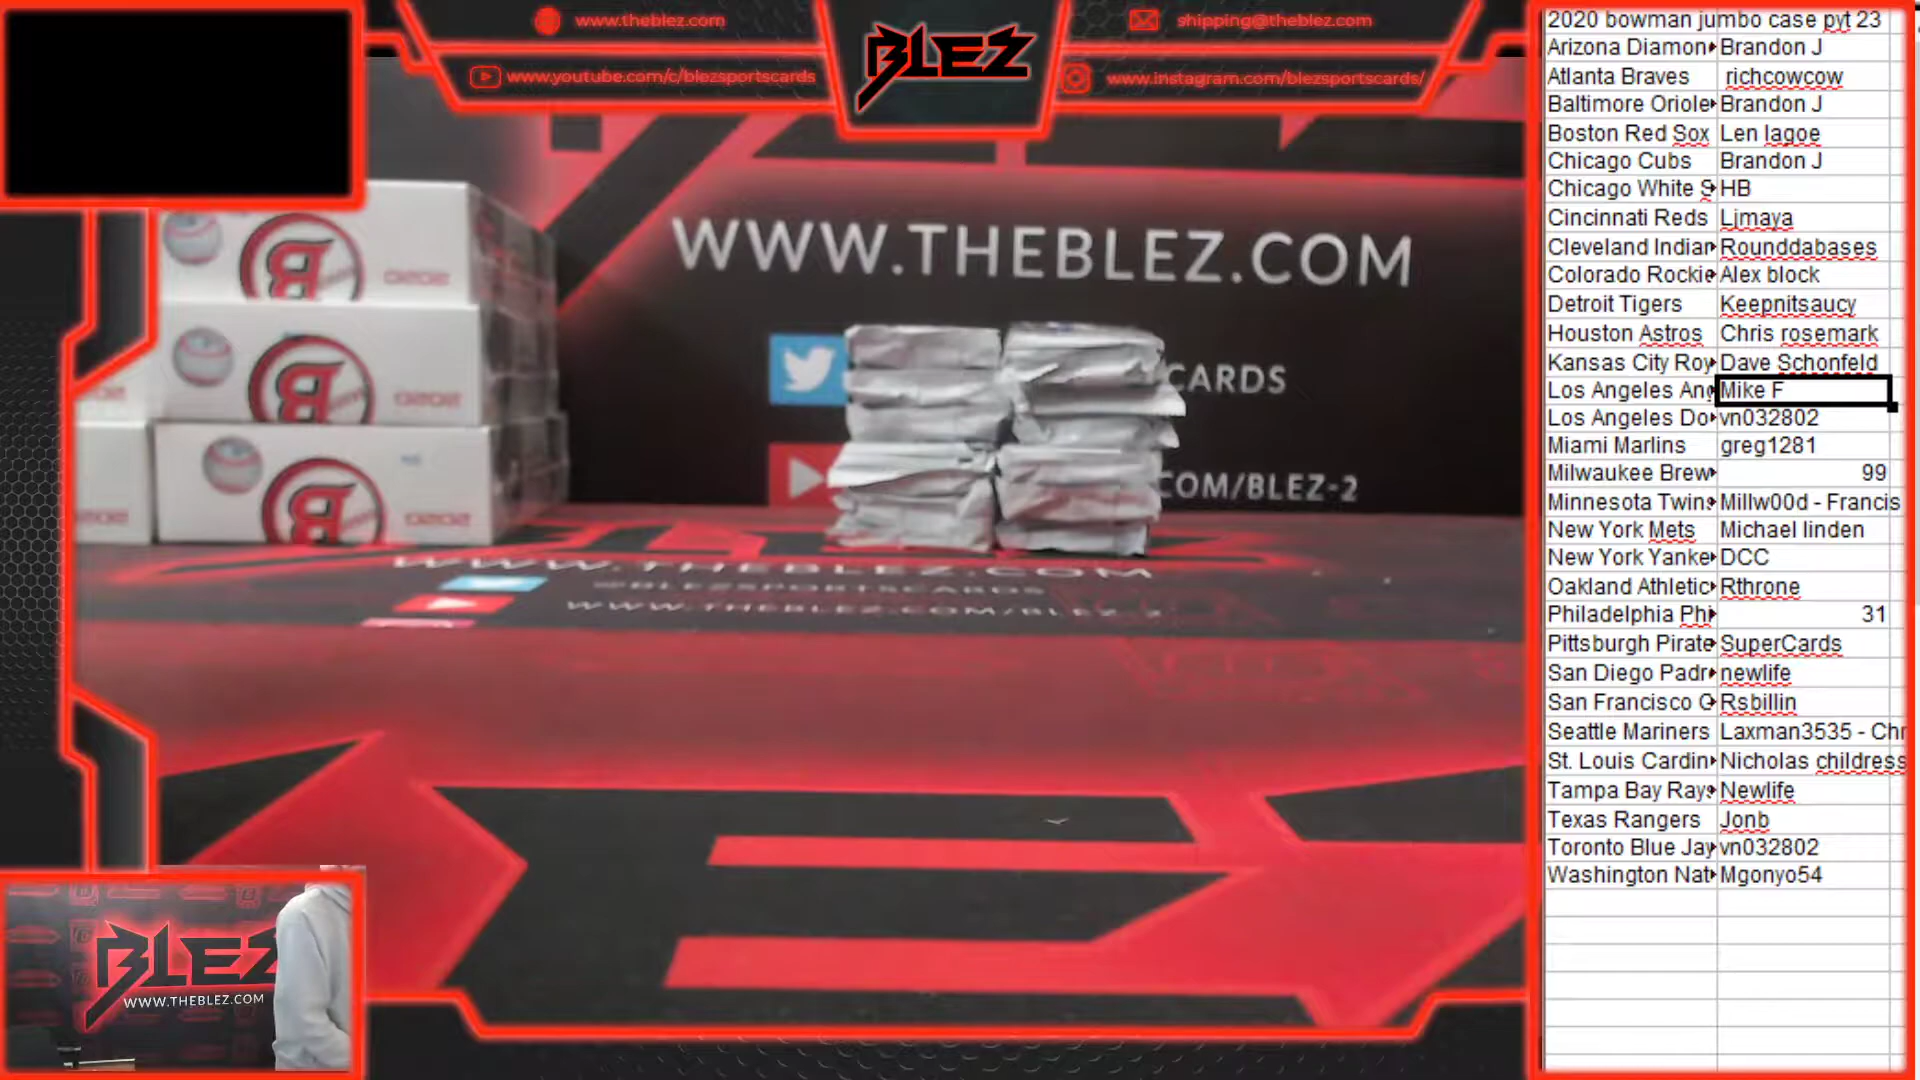 www.theblez.com
www.youtube.com/c/blezsportscards
BLEZ
shipping@theblez.com
www.instagram.com/blezsportscards/
WWW.THEBLEZ.COM
CARDS
COM/BLEZ-2
WWW.THEBLEZ.COM
@BLEZSPORTSCARDS
WWW.THEBLEZ.COM/BLEZ-2
BLEZ
WWW.THEBLEZ.COM
2020 bowman jumbo case pyt 23
Arizona Diamon Brandon J
Atlanta Braves richcowcow
Baltimore Oriole Brandon J
Boston Red Sox Len lagoe
Chicago Cubs Brandon J
Chicago White S HB
Cincinnati Reds Ljmaya
Cleveland Indian Rounddabases
Colorado Rockie Alex block
Detroit Tigers Keepnitsaucy
Houston Astros Chris rosemark
Kansas City Roy Dave Schonfeld
Los Angeles Ang Mike F
Los Angeles Do vn032802
Miami Marlins greg1281
Milwaukee Brew 99
Minnesota Twins Millw00d - Francis
New York Mets Michael linden
New York Yanke DCC
Oakland Athletic Rthrone
Philadelphia Phi 31
Pittsburgh Pirate SuperCards
San Diego Padr newlife
San Francisco G Rsbillin
Seattle Mariners Laxman3535 - Chr
St. Louis Cardin Nicholas childress
Tampa Bay Rays Newlife
Texas Rangers Jonb
Toronto Blue Jay vn032802
Washington Nat Mgonyo54